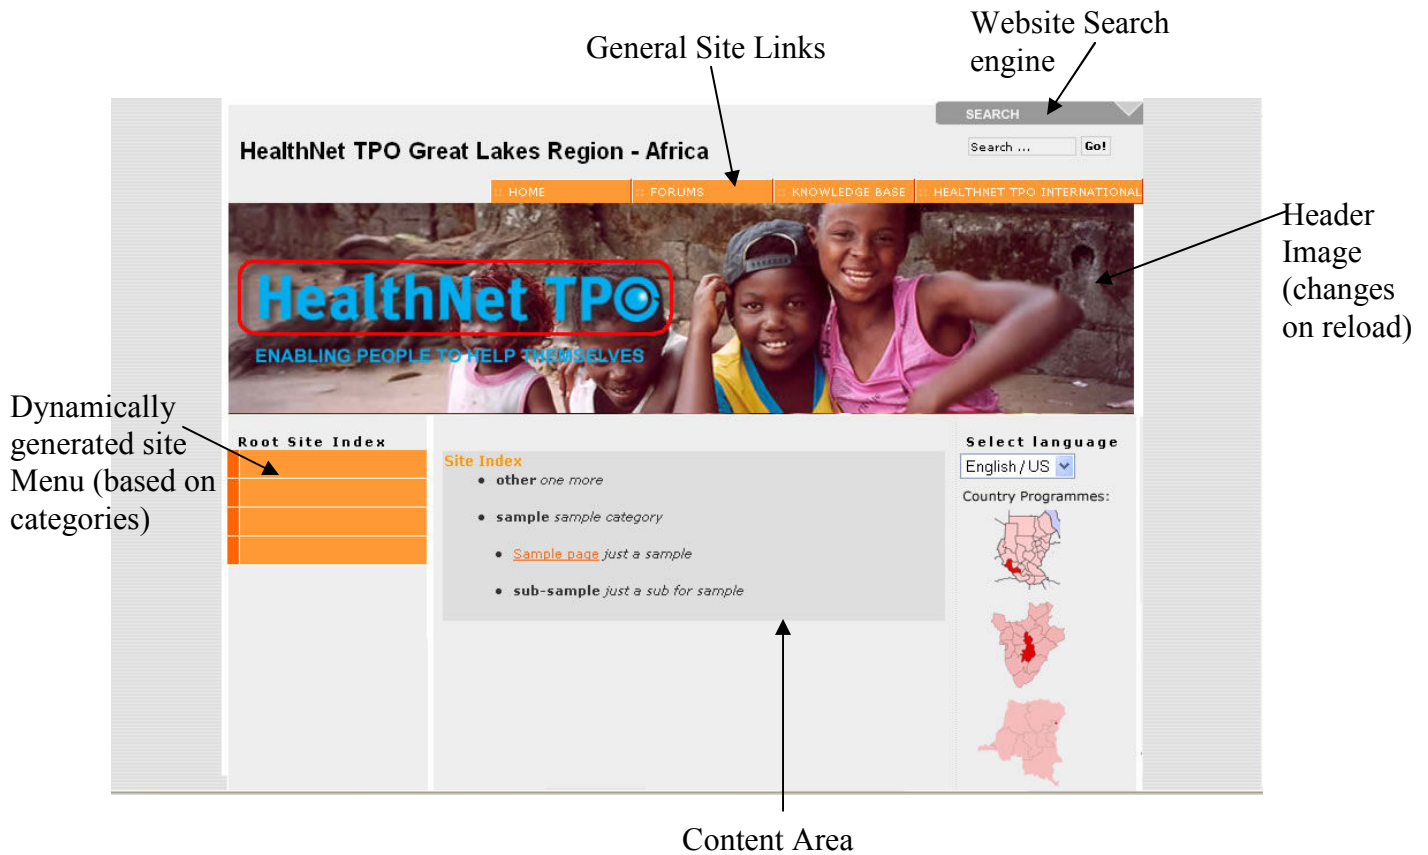 Website Search
engine
General Site Links
SEARCH
HealthNet TPO Great Lakes Region - Africa
Search ...
Go!
:: HOME
:: FORUMS
:: KNOWLEDGE BASE
:: HEALTHNET TPO INTERNATIONAL
Header
Image
(changes
on reload)
HealthNet TPO
ENABLING PEOPLE TO HELP THEMSELVES
Dynamically
generated site
Menu (based on
categories)
Root Site Index
Site Index
• other one more
• sample sample category
• Sample page just a sample
• sub-sample just a sub for sample
Select language
English / US
Country Programmes:
Content Area